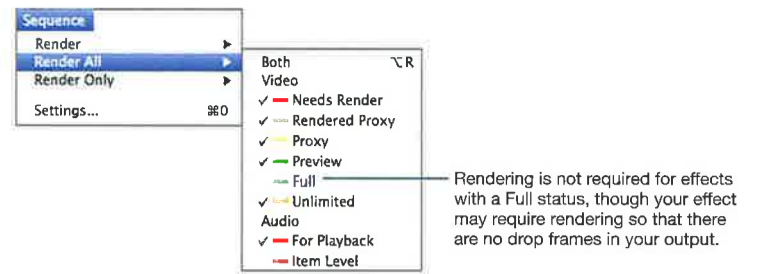 Sequence
Render
Render All
Render Only
Settings... ⌘0
Both ⌥R
Video
✓ Needs Render
✓ Rendered Proxy
✓ Proxy
✓ Preview
Full
✓ Unlimited
Audio
✓ For Playback
Item Level
Rendering is not required for effects
with a Full status, though your effect
may require rendering so that there
are no drop frames in your output.